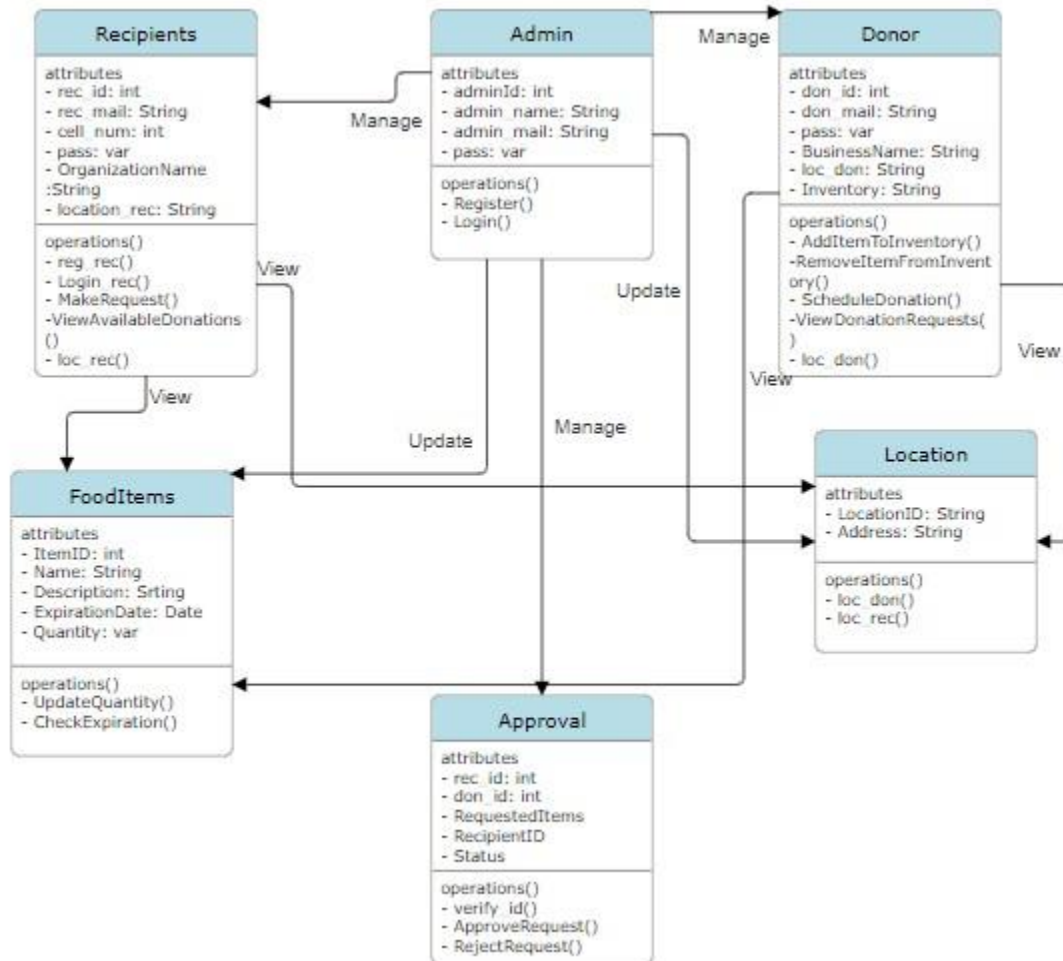 Recipients
attributes
- rec_id: int
- rec_mail: String
- cell_num: int
- pass: var
- OrganizationName
:String
- location_rec: String
operations()
- reg_rec()
- Login_rec()
- MakeRequest()
-ViewAvailableDonations
()
- loc_rec()
Admin
attributes
- adminId: int
- admin_name: String
- admin_mail: String
- pass: var
operations()
- Register()
- Login()
Donor
attributes
- don_id: int
- don_mail: String
- pass: var
- BusinessName: String
- loc_don: String
- Inventory: String
operations()
- AddItemToInventory()
-RemoveItemFromInvent
ory()
- ScheduleDonation()
-ViewDonationRequests(
)
- loc_don()
Manage
Manage
View
Update
View
View
View
Update
Manage
FoodItems
attributes
- ItemID: int
- Name: String
- Description: Srting
- ExpirationDate: Date
- Quantity: var
operations()
- UpdateQuantity()
- CheckExpiration()
Location
attributes
- LocationID: String
- Address: String
operations()
- loc_don()
- loc_rec()
Approval
attributes
- rec_id: int
- don_id: int
- RequestedItems
- RecipientID
- Status
operations()
- verify_id()
- ApproveRequest()
- RejectRequest()